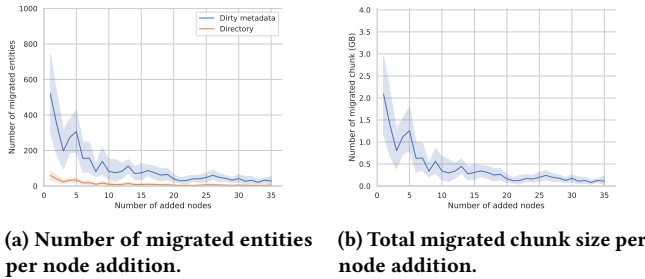 1000
800
600
400
200
0
Number of migrated entities
Dirty metadata
Directory
0 5 10 15 20 25 30 35
Number of added nodes
4.0
3.5
3.0
2.5
2.0
1.5
1.0
0.5
0.0
Number of migrated chunk (GB)
0 5 10 15 20 25 30 35
Number of added nodes
(a) Number of migrated entities
per node addition.
(b) Total migrated chunk size per
node addition.